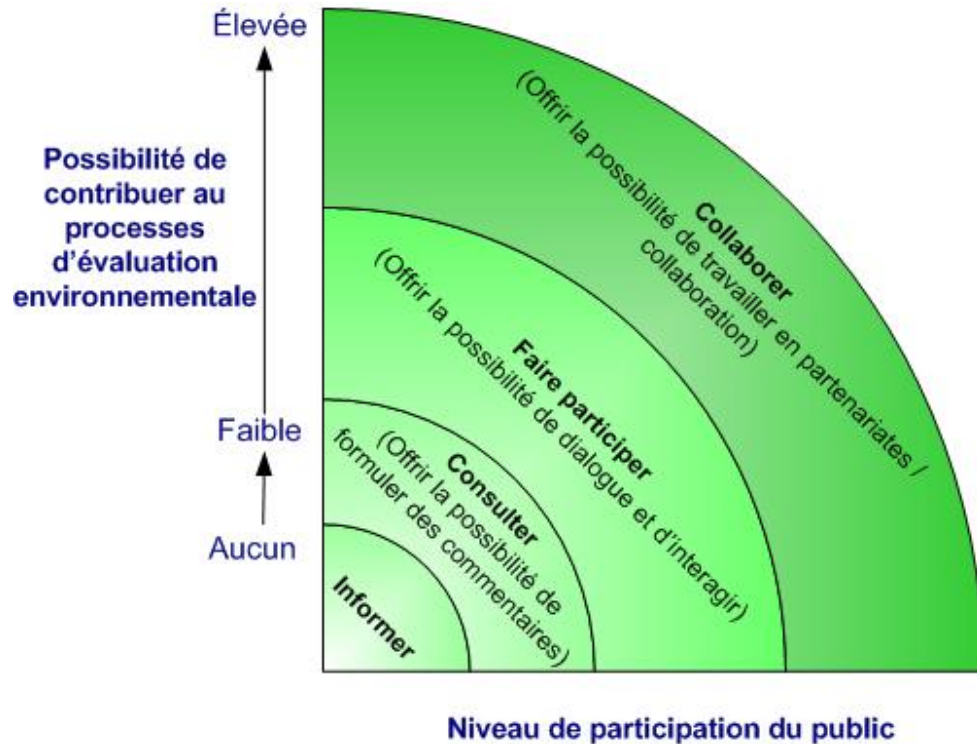 Élevée
Possibilité de
contribuer au
processes
d'évaluation
environnementale
Faible
Aucun
Collaborer
(Offrir la possibilité de travailler en partenariates /
collaboration)
Faire participer
(Offrir la possibilité de dialogue et d'interagir)
Consulter
(Offrir la possibilité de
formuler des commentaires)
Informer
Niveau de participation du public